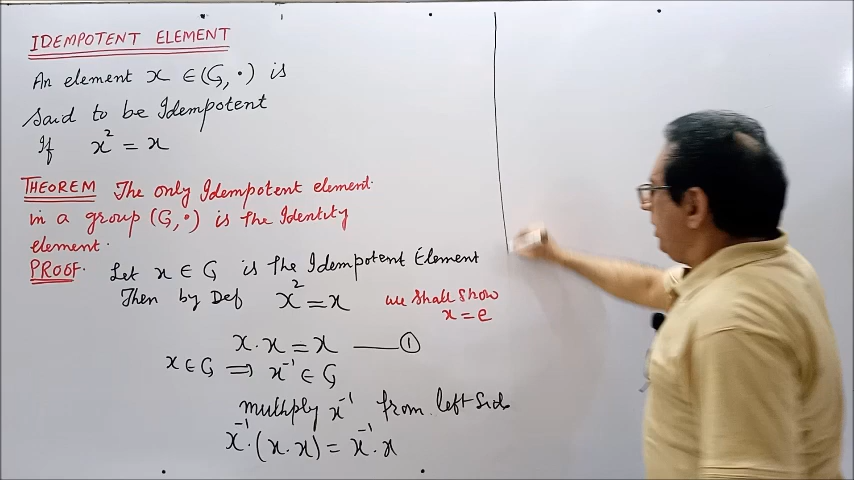 IDEMPOTENT ELEMENT
An element x ∈ (G, •) is
Said to be Idempotent
If x² = x
THEOREM The only Idempotent element
in a group (G, •) is the Identity
element.
PROOF. Let x ∈ G is the Idempotent Element
Then by Def x² = x we shall show
x = e
x · x = x —— ①
x ∈ G ⟹ x⁻¹ ∈ G
multiply x⁻¹ from left side
x⁻¹ · (x · x) = x⁻¹ · x